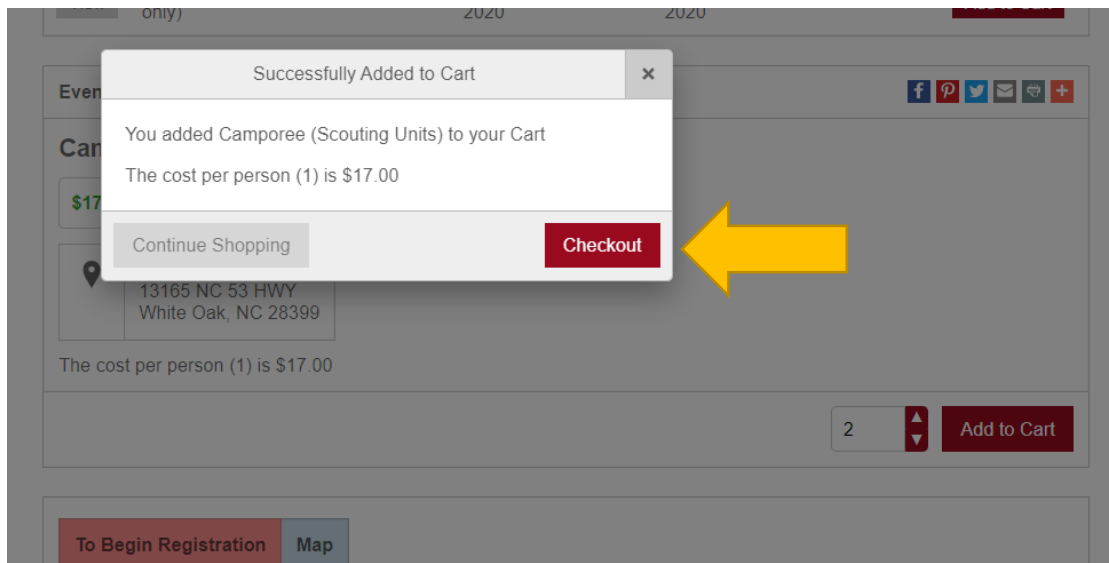 only)
2020
2020
Successfully Added to Cart
×
Even
You added Camporee (Scouting Units) to your Cart
Can
The cost per person (1) is $17.00
$17
Continue Shopping
Checkout
13165 NC 53 HWY
White Oak, NC 28399
The cost per person (1) is $17.00
2
Add to Cart
To Begin Registration
Map